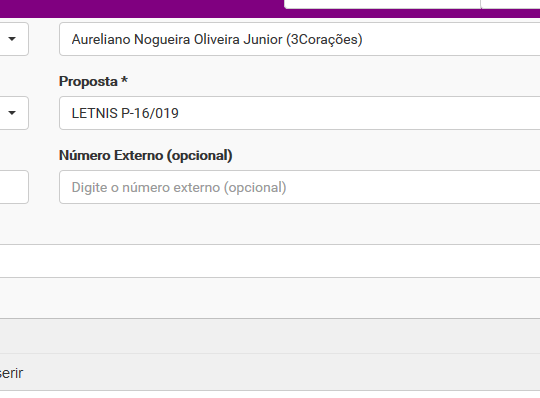 Aureliano Nogueira Oliveira Junior (3Corações)
Proposta *
LETNIS P-16/019
Número Externo (opcional)
Digite o número externo (opcional)
serir